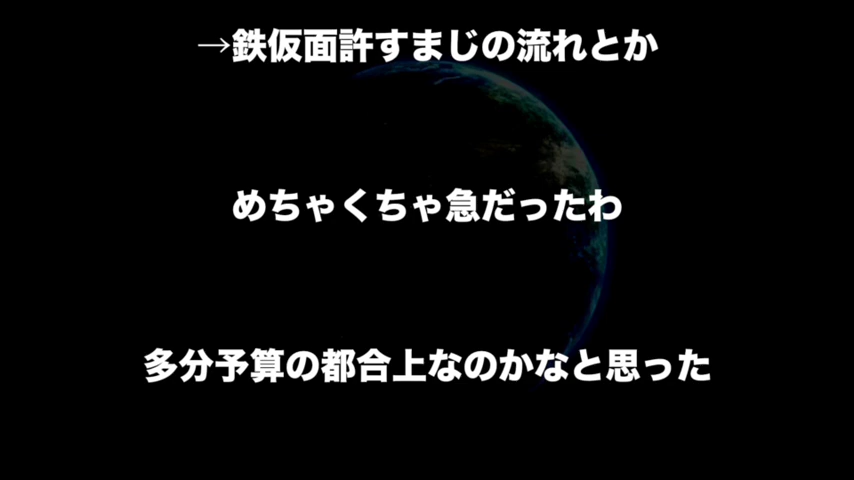 →鉄仮面許すまじの流れとか
めちゃくちゃ急だったわ
多分予算の都合上なのかなと思った